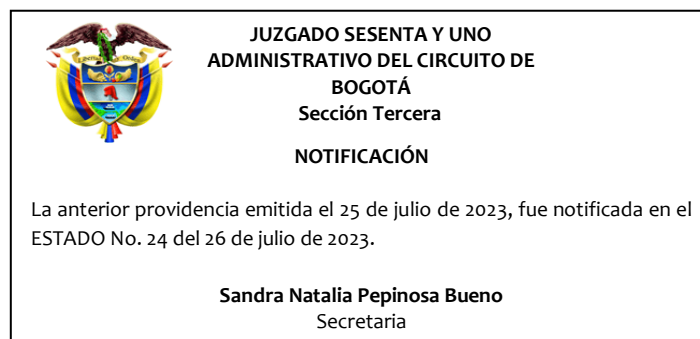 JUZGADO SESENTA Y UNO
ADMINISTRATIVO DEL CIRCUITO DE
BOGOTÁ
Sección Tercera
NOTIFICACIÓN
La anterior providencia emitida el 25 de julio de 2023, fue notificada en el
ESTADO No. 24 del 26 de julio de 2023.
Sandra Natalia Pepinosa Bueno
Secretaria